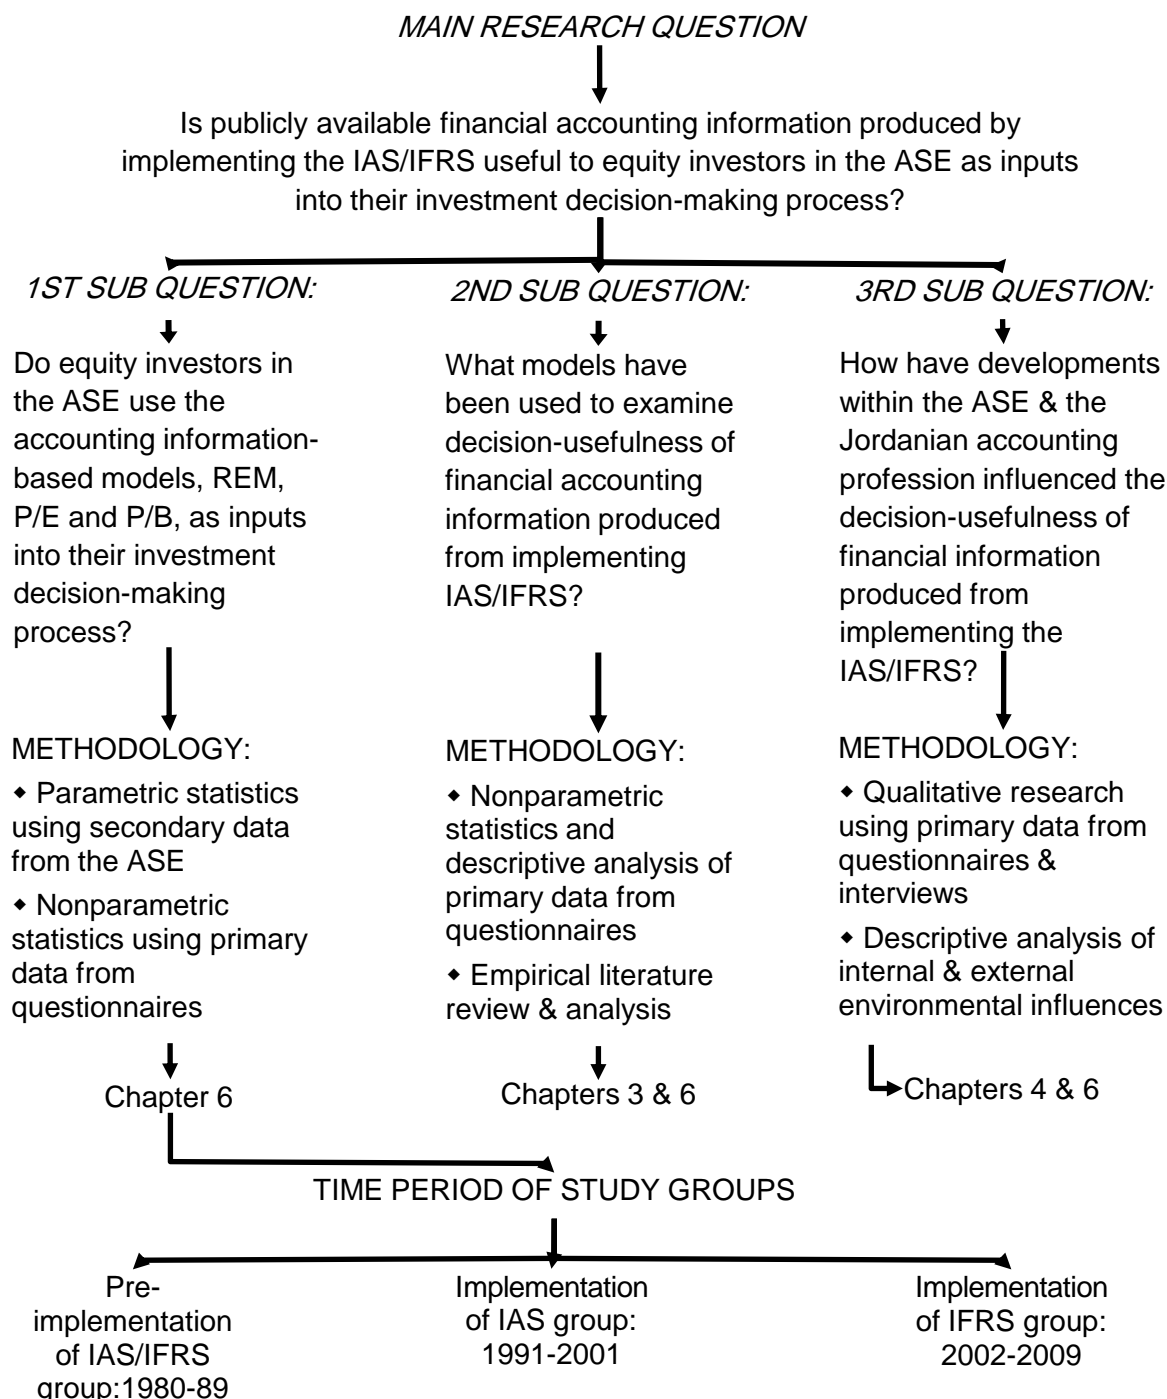 MAIN RESEARCH QUESTION
Is publicly available financial accounting information produced by
implementing the IAS/IFRS useful to equity investors in the ASE as inputs
into their investment decision-making process?
1ST SUB QUESTION:
Do equity investors in
the ASE use the
accounting information-
based models, REM,
P/E and P/B, as inputs
into their investment
decision-making
process?
METHODOLOGY:
◆ Parametric statistics
using secondary data
from the ASE
◆ Nonparametric
statistics using primary
data from
questionnaires
Chapter 6
2ND SUB QUESTION:
What models have
been used to examine
decision-usefulness of
financial accounting
information produced
from implementing
IAS/IFRS?
METHODOLOGY:
◆ Nonparametric
statistics and
descriptive analysis of
primary data from
questionnaires
◆ Empirical literature
review & analysis
Chapters 3 & 6
3RD SUB QUESTION:
How have developments
within the ASE & the
Jordanian accounting
profession influenced the
decision-usefulness of
financial information
produced from
implementing the
IAS/IFRS?
METHODOLOGY:
◆ Qualitative research
using primary data from
questionnaires &
interviews
◆ Descriptive analysis of
internal & external
environmental influences
Chapters 4 & 6
TIME PERIOD OF STUDY GROUPS
Pre-
implementation
of IAS/IFRS
group:1980-89
Implementation
of IAS group:
1991-2001
Implementation
of IFRS group:
2002-2009